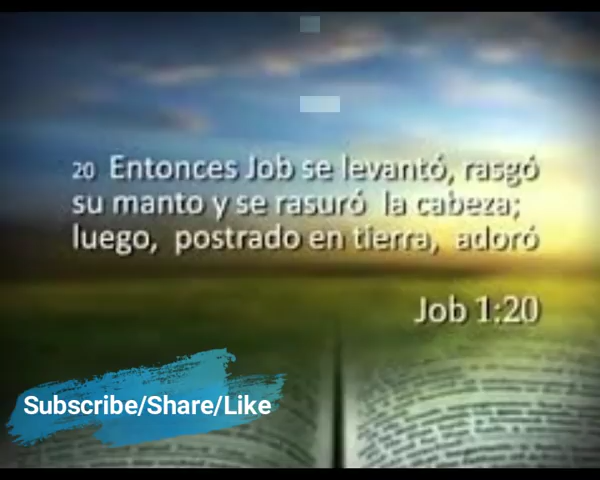 20 Entonces Job se levantó, rasgó
su manto y se rasuró la cabeza;
luego, postrado en tierra, adoró
Job 1:20
Subscribe/Share/Like